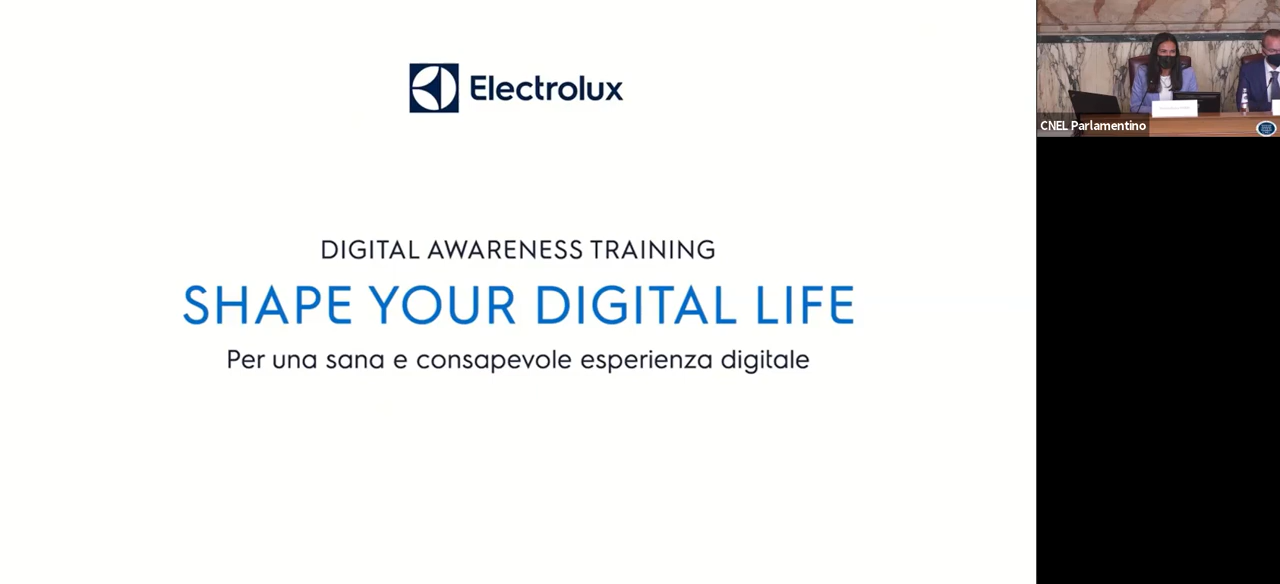 Electrolux
DIGITAL AWARENESS TRAINING
SHAPE YOUR DIGITAL LIFE
Per una sana e consapevole esperienza digitale
CNEL Parlamentino